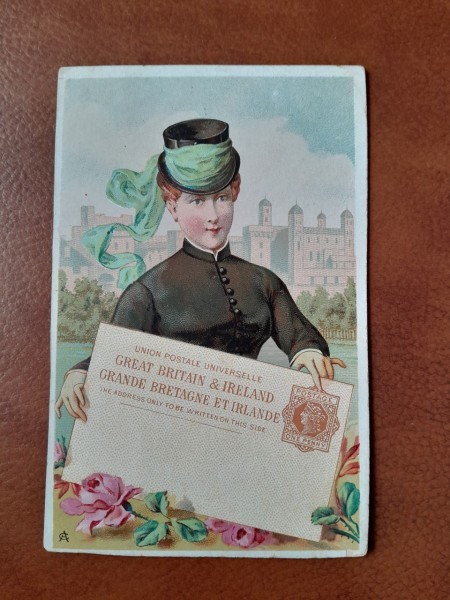 UNION POSTALE UNIVERSELLE
GREAT BRITAIN & IRELAND
GRANDE BRETAGNE ET IRLANDE
THE ADDRESS ONLY TO BE WRITTEN ON THIS SIDE
POSTAGE
ONE PENNY